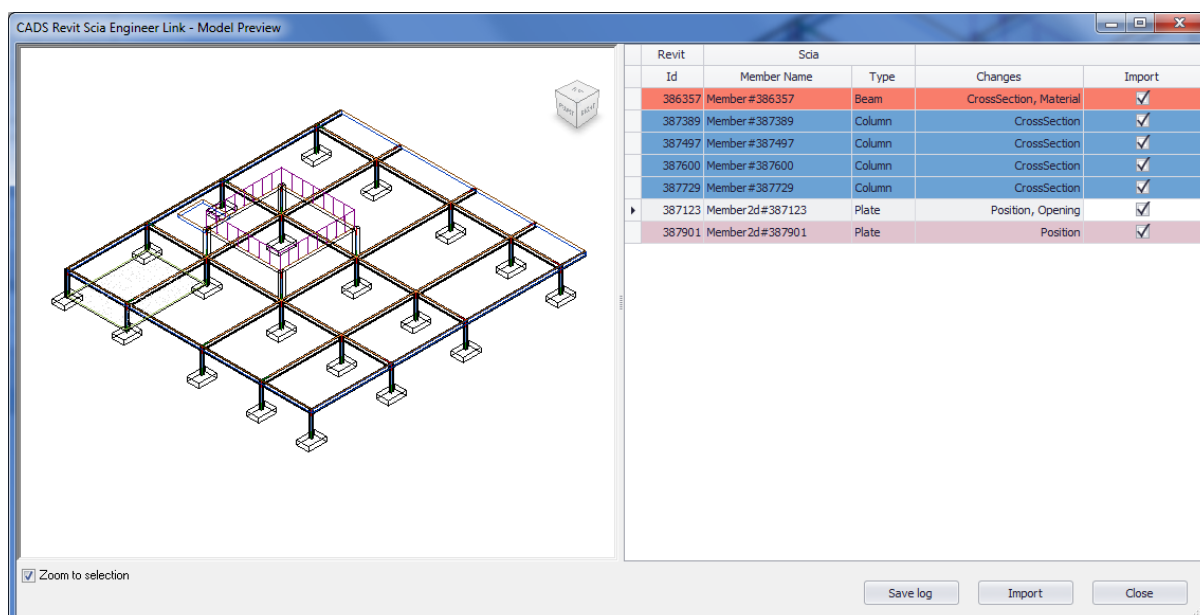 CADS Revit Scia Engineer Link - Model Preview
Revit Scia
Id Member Name Type Changes Import
386357 Member#386357 Beam CrossSection, Material
387389 Member#387389 Column CrossSection
387497 Member#387497 Column CrossSection
387600 Member#387600 Column CrossSection
387729 Member#387729 Column CrossSection
387123 Member2d#387123 Plate Position, Opening
387901 Member2d#387901 Plate Position
Zoom to selection
Save log Import Close